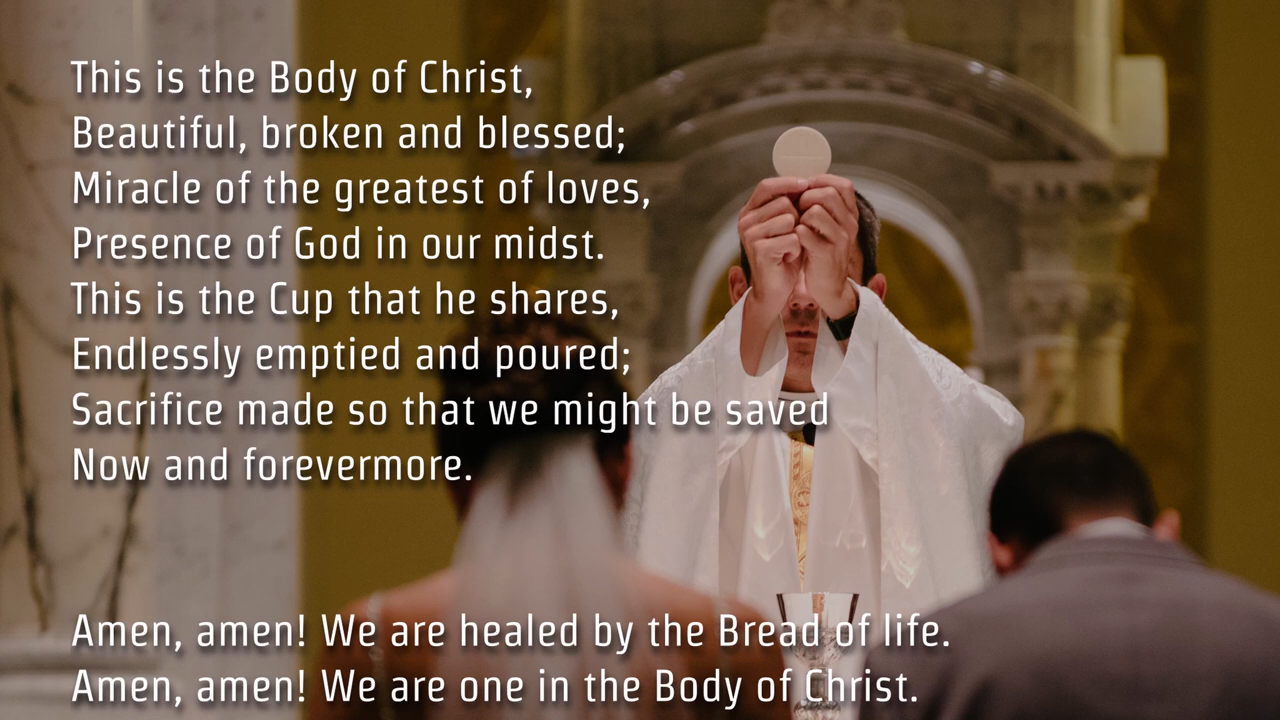 This is the Body of Christ,
Beautiful, broken and blessed;
Miracle of the greatest of loves,
Presence of God in our midst.
This is the Cup that he shares,
Endlessly emptied and poured;
Sacrifice made so that we might be saved
Now and forevermore.
Amen, amen! We are healed by the Bread of life.
Amen, amen! We are one in the Body of Christ.